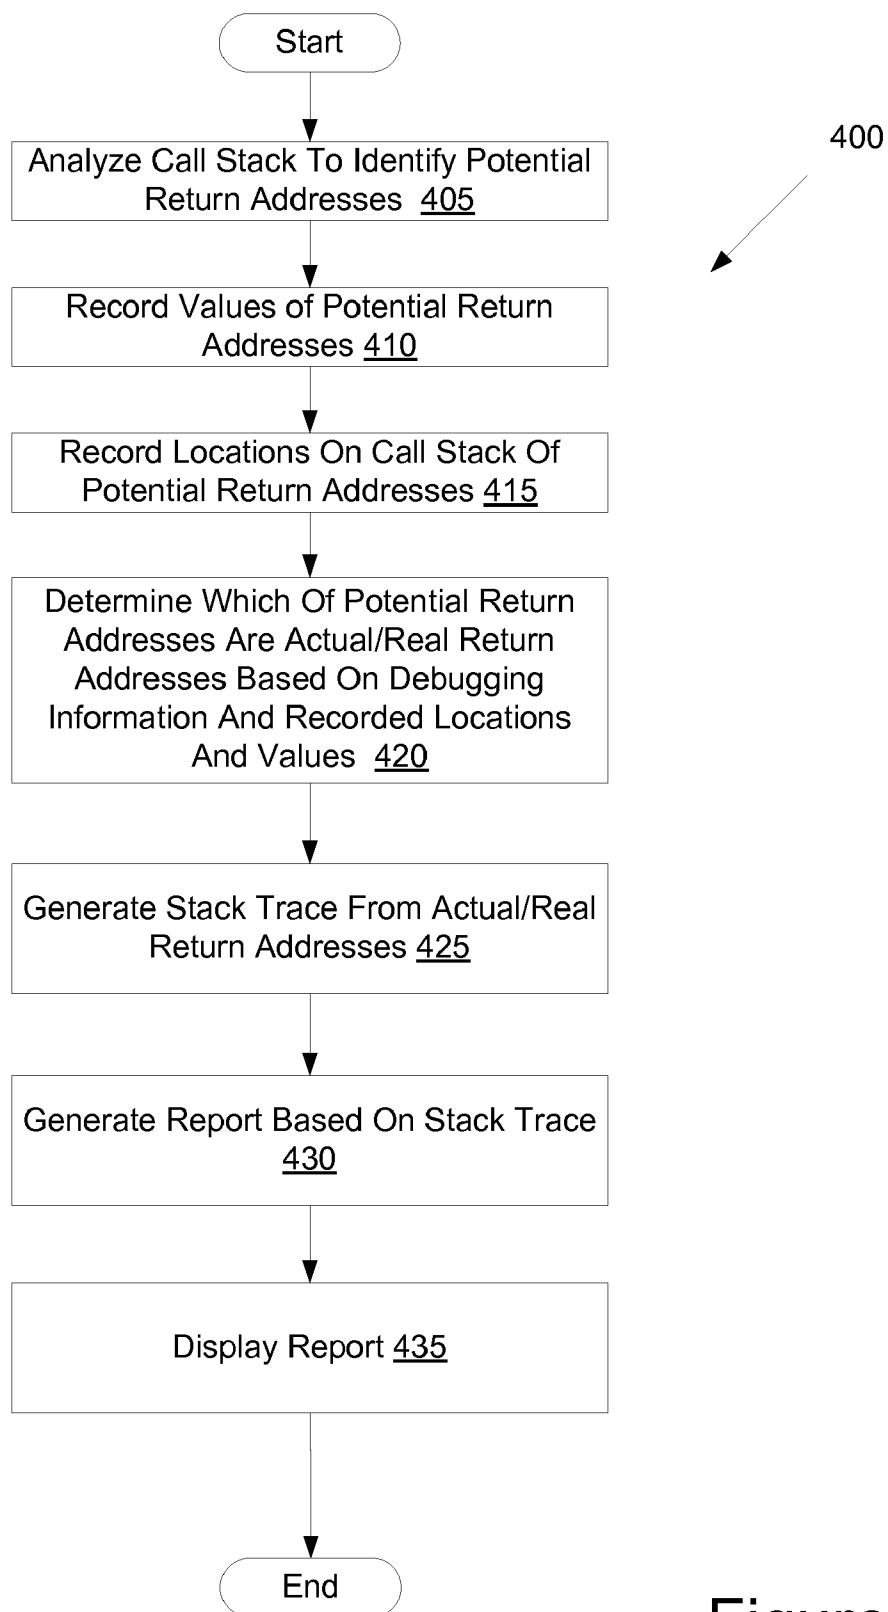 Start
400
Analyze Call Stack To Identify Potential
Return Addresses 405
Record Values of Potential Return
Addresses 410
Record Locations On Call Stack Of
Potential Return Addresses 415
Determine Which Of Potential Return
Addresses Are Actual/Real Return
Addresses Based On Debugging
Information And Recorded Locations
And Values 420
Generate Stack Trace From Actual/Real
Return Addresses 425
Generate Report Based On Stack Trace
430
Display Report 435
End